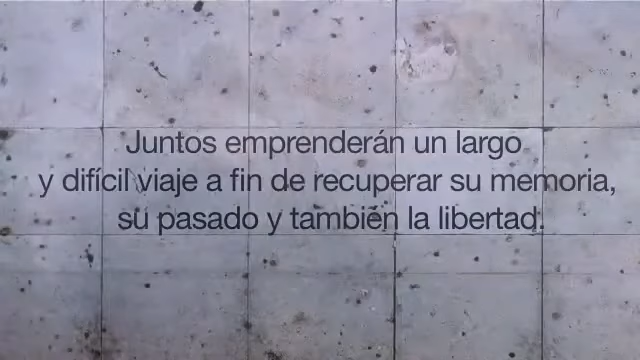 Juntos emprenderán un largo
y difícil viaje a fin de recuperar su memoria,
su pasado y también la libertad.